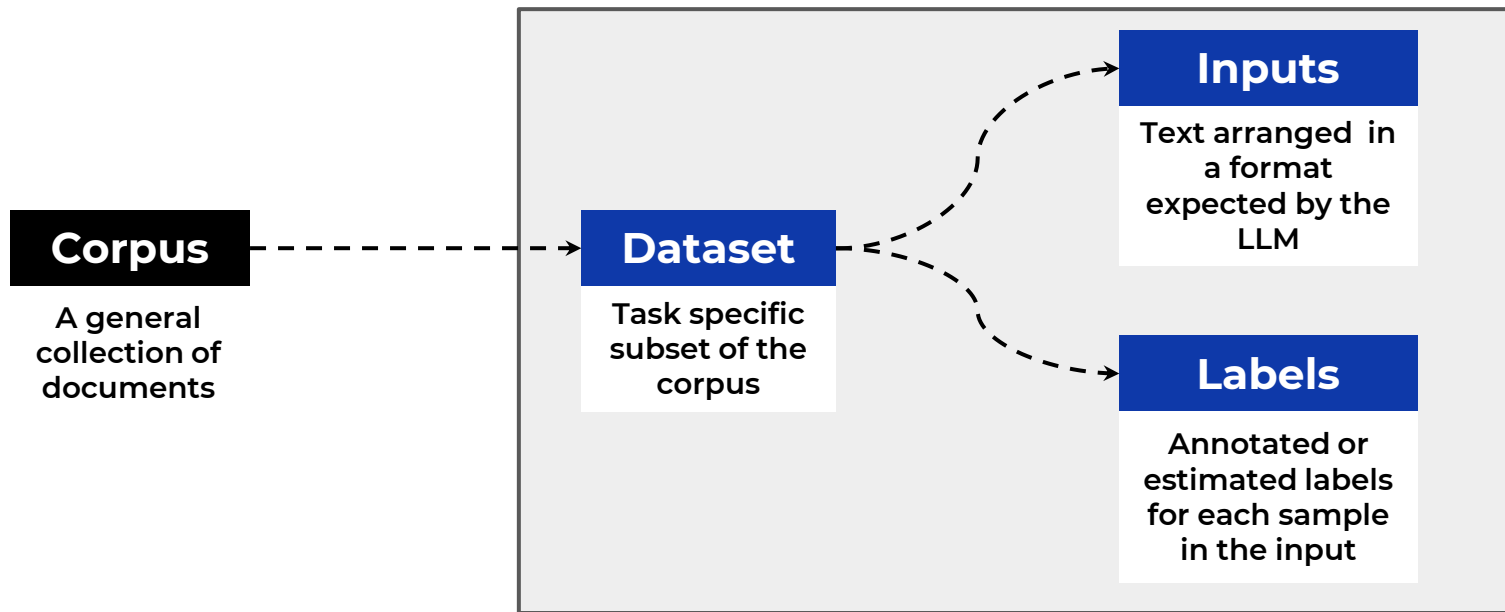 Corpus
A general
collection of
documents
Dataset
Task specific
subset of the
corpus
Inputs
Text arranged in
a format
expected by the
LLM
Labels
Annotated or
estimated labels
for each sample
in the input